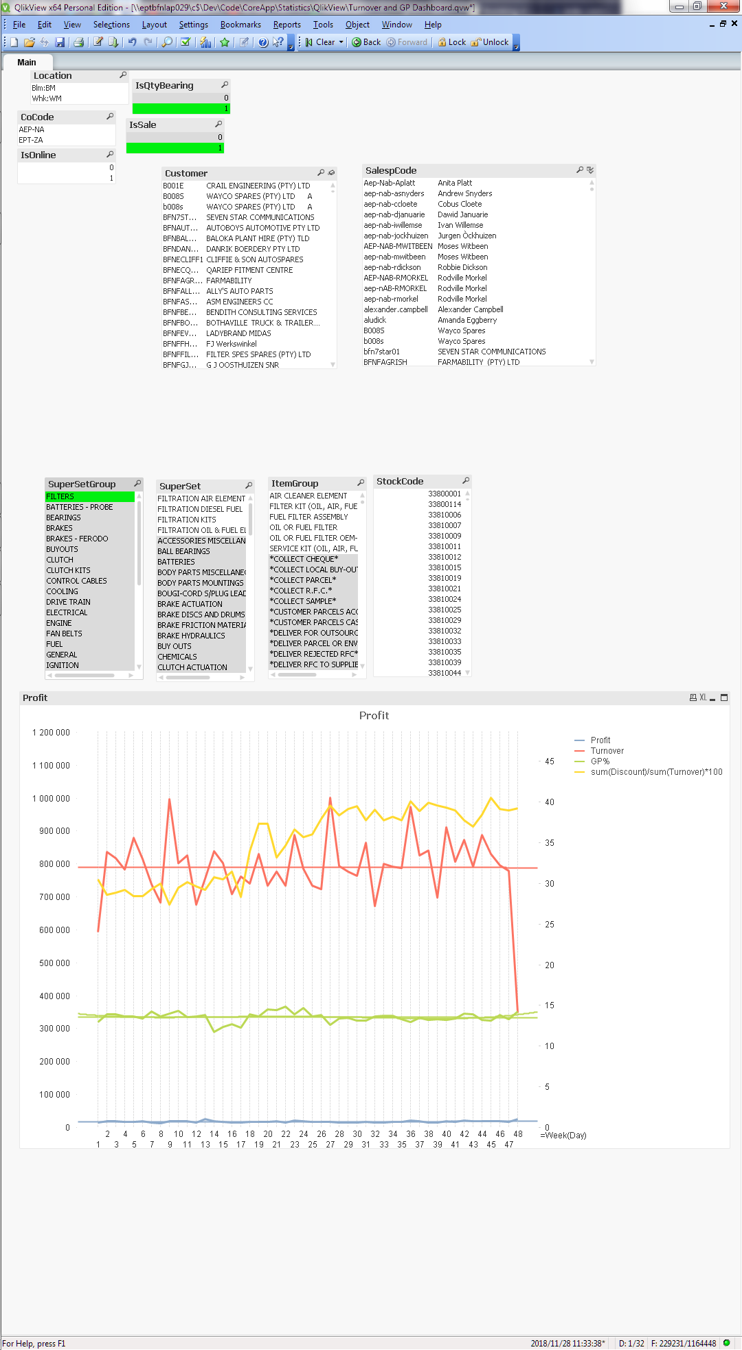 QlikView x64 Personal Edition - [\\eptbfnlap029\c$\Dev\Code\CoreApp\Statistics\QlikView\Turnover and GP Dashboard.qvw*]
File Edit View Selections Layout Settings Bookmarks Reports Tools Object Window Help
Clear Back Forward Lock Unlock
Main
Location
Blm:BM
Whk:WM
IsQtyBearing
0
1
CoCode
AEP-NA
EPT-ZA
IsSale
0
1
IsOnline
0
1
Customer
B001E CRAIL ENGINEERING (PTY) LTD
B008S WAYCO SPARES (PTY) LTD A
b008s WAYCO SPARES (PTY) LTD A
BFN7ST... SEVEN STAR COMMUNICATIONS
BFNAUT... AUTOBOYS AUTOMOTIVE PTY LTD
BFNBAL... BALOKA PLANT HIRE (PTY) TLD
BFNDAN... DANRIK BOERDERY PTY LTD
BFNECLIFF1 CLIFFIE & SON AUTOSPARES
BFNECQ... QARIEP FITMENT CENTRE
BFNFAGR... FARMABILITY
BFNFALL... ALLY'S AUTO PARTS
BFNFAS... ASM ENGINEERS CC
BFNFBE... BENDITH CONSULTING SERVICES
BFNFBO... BOTHAVILLE TRUCK & TRAILER...
BFNFEV... LADYBRAND MIDAS
BFNFFH... FJ Werkswinkel
BFNFFIL... FILTER SPES SPARES (PTY) LTD
BFNFGJ... G J OOSTHUIZEN SNR
SalespCode
Aep-Nab-Aplatt Anita Platt
aep-nab-asnyders Andrew Snyders
aep-nab-ccloete Cobus Cloete
aep-nab-djanuarie Dawid Januarie
aep-nab-iwillemse Ivan Willemse
aep-nab-jockhuizen Jurgen Öckhuizen
AEP-NAB-MWITBEEN Moses Witbeen
aep-nab-mwitbeen Moses Witbeen
aep-nab-rdickson Robbie Dickson
AEP-NAB-RMORKEL Rodville Morkel
aep-nAB-RMORKEL Rodville Morkel
aep-nab-rmorkel Rodville Morkel
alexander.campbell Alexander Campbell
aludick Amanda Eggberry
B008S Wayco Spares
b008s Wayco Spares
bfn7star01 SEVEN STAR COMMUNICATIONS
BFNFAGRISH FARMABILITY (PTY) LTD
SuperSetGroup
FILTERS
BATTERIES - PROBE
BEARINGS
BRAKES
BRAKES - FERODO
BUYOUTS
CLUTCH
CLUTCH KITS
CONTROL CABLES
COOLING
DRIVE TRAIN
ELECTRICAL
ENGINE
FAN BELTS
FUEL
GENERAL
IGNITION
SuperSet
FILTRATION AIR ELEMENT
FILTRATION DIESEL FUEL
FILTRATION KITS
FILTRATION OIL & FUEL EL
ACCESSORIES MISCELLAN
BALL BEARINGS
BATTERIES
BODY PARTS MISCELLANE
BODY PARTS MOUNTINGS
BOUGI-CORD S/PLUG LEAD
BRAKE ACTUATION
BRAKE DISCS AND DRUMS
BRAKE FRICTION MATERIA
BRAKE HYDRAULICS
BUY OUTS
CHEMICALS
CLUTCH ACTUATION
ItemGroup
AIR CLEANER ELEMENT
FILTER KIT (OIL, AIR, FUE
FUEL FILTER ASSEMBLY
OIL OR FUEL FILTER
OIL OR FUEL FILTER OEM-
SERVICE KIT (OIL, AIR, FU
*COLLECT CHEQUE*
*COLLECT LOCAL BUY-OU
*COLLECT PARCEL*
*COLLECT R.F.C.*
*COLLECT SAMPLE*
*CUSTOMER PARCELS ACC
*CUSTOMER PARCELS CAS
*DELIVER FOR OUTSOURC
*DELIVER PARCEL OR ENV
*DELIVER REJECTED RFC*
*DELIVER RFC TO SUPPLIE
StockCode
33800001
33800114
33810006
33810007
33810009
33810011
33810012
33810015
33810019
33810021
33810024
33810025
33810029
33810032
33810033
33810035
33810039
33810044
Profit XL
Profit
1 200 000
1 100 000
1 000 000
900 000
800 000
700 000
600 000
500 000
400 000
300 000
200 000
100 000
0
45
40
35
30
25
20
15
10
5
0
Profit
Turnover
GP%
sum(Discount)/sum(Turnover)*100
2 4 6 8 10 12 14 16 18 20 22 24 26 28 30 32 34 36 38 40 42 44 46 48
=Week(Day)
1 3 5 7 9 11 13 15 17 19 21 23 25 27 29 31 33 35 37 39 41 43 45 47
For Help, press F1 2018/11/28 11:33:38* D: 1/32 F: 229231/1164448